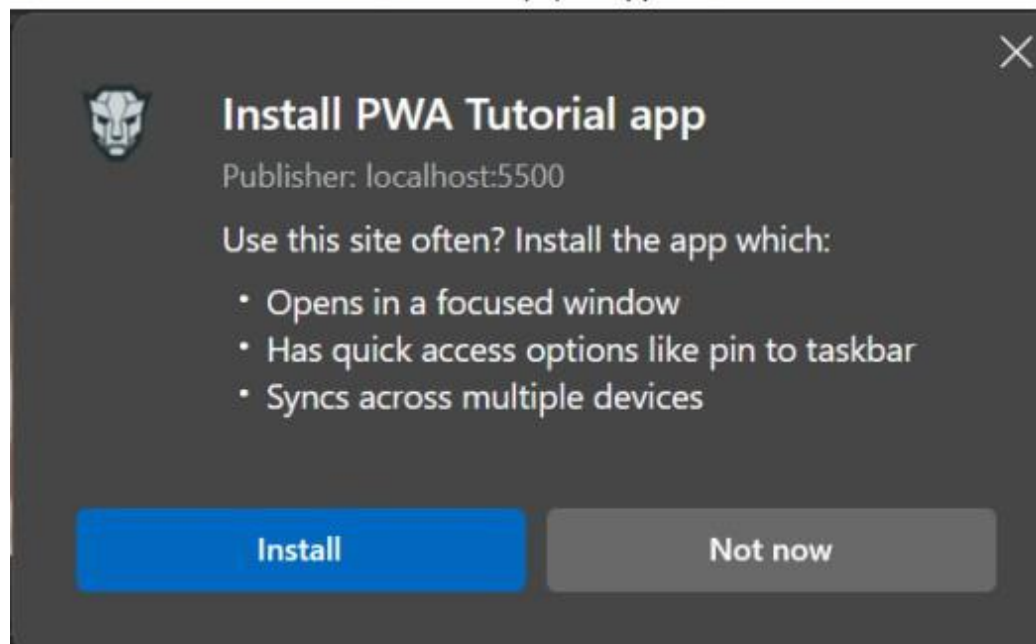 Install PWA Tutorial app
Publisher: localhost:5500
Use this site often? Install the app which:
• Opens in a focused window
• Has quick access options like pin to taskbar
• Syncs across multiple devices
Install
Not now